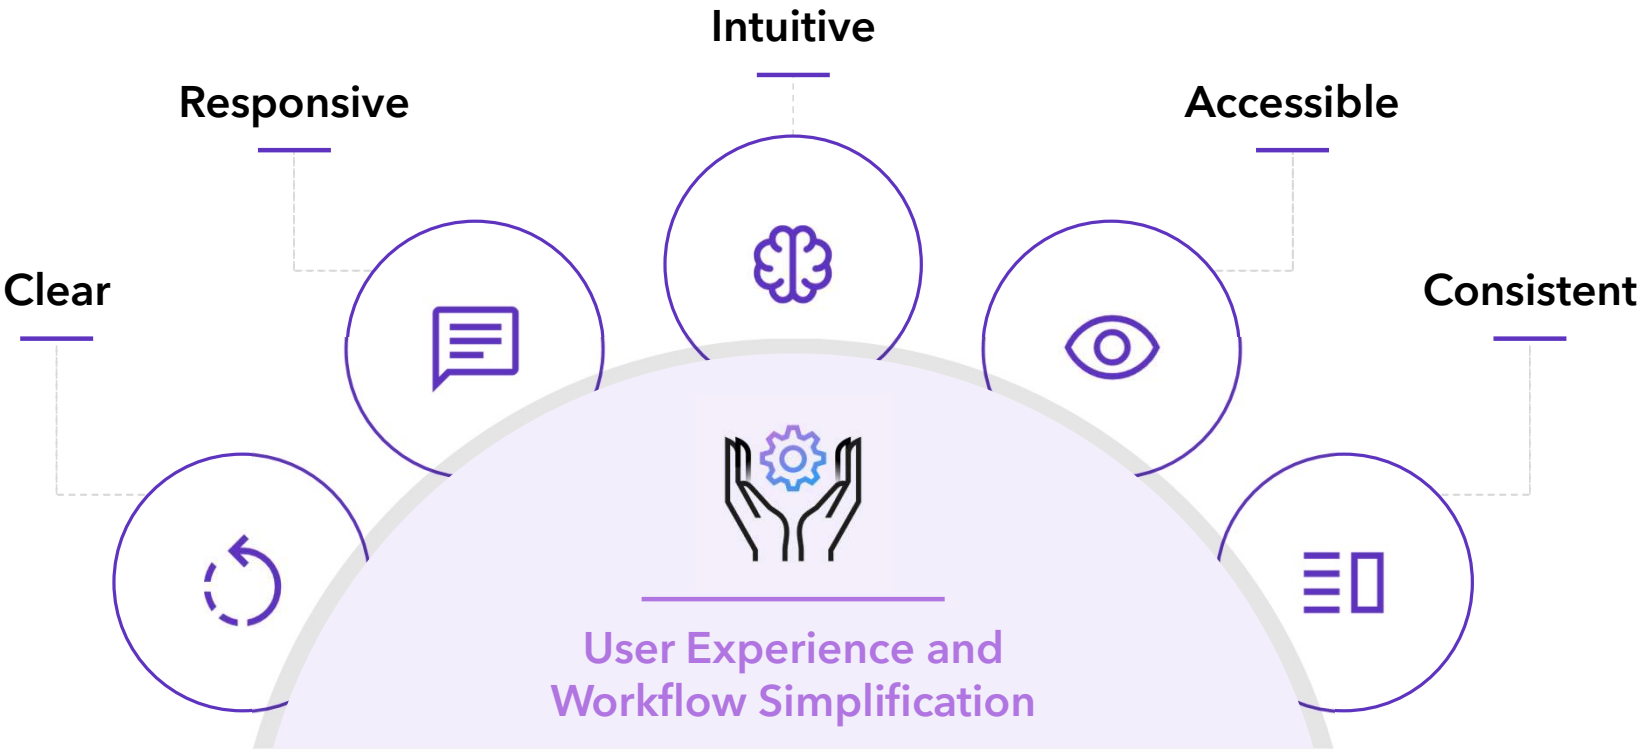 Intuitive
Responsive
Accessible
Clear
Consistent
User Experience and
Workflow Simplification